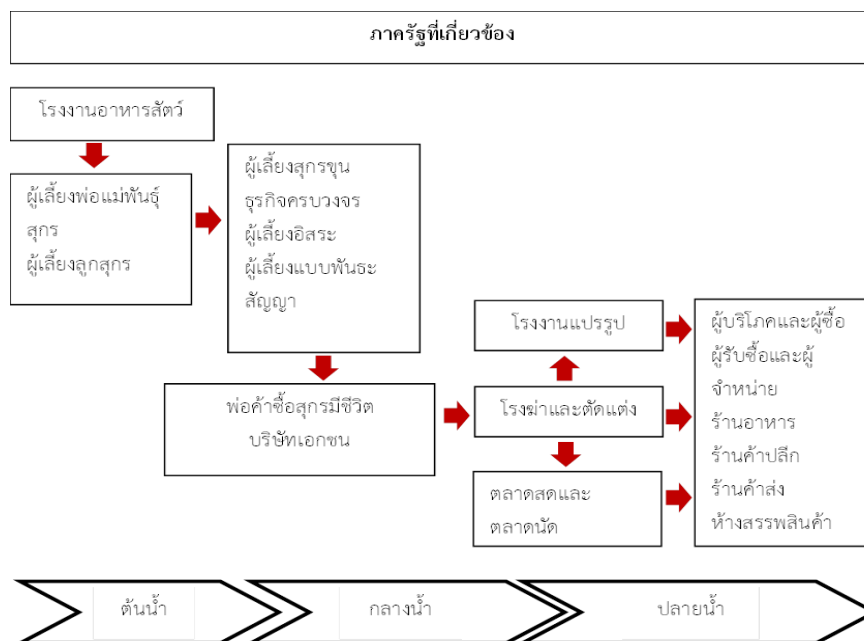 ภาครัฐที่เกี่ยวข้อง
โรงงานอาหารสัตว์
ผู้เลี้ยงพ่อแม่พันธุ์
สุกร
ผู้เลี้ยงลูกสุกร
ผู้เลี้ยงสุกรขุน
ธุรกิจครบวงจร
ผู้เลี้ยงอิสระ
ผู้เลี้ยงแบบพันธะ
สัญญา
พ่อค้าซื้อสุกรมีชีวิต
บริษัทเอกชน
โรงงานแปรรูป
โรงฆ่าและตัดแต่ง
ตลาดสดและ
ตลาดนัด
ผู้บริโภคและผู้ซื้อ
ผู้รับซื้อและผู้
จำหน่าย
ร้านอาหาร
ร้านค้าปลีก
ร้านค้าส่ง
ห้างสรรพสินค้า
ต้นน้ำ
กลางน้ำ
ปลายน้ำ